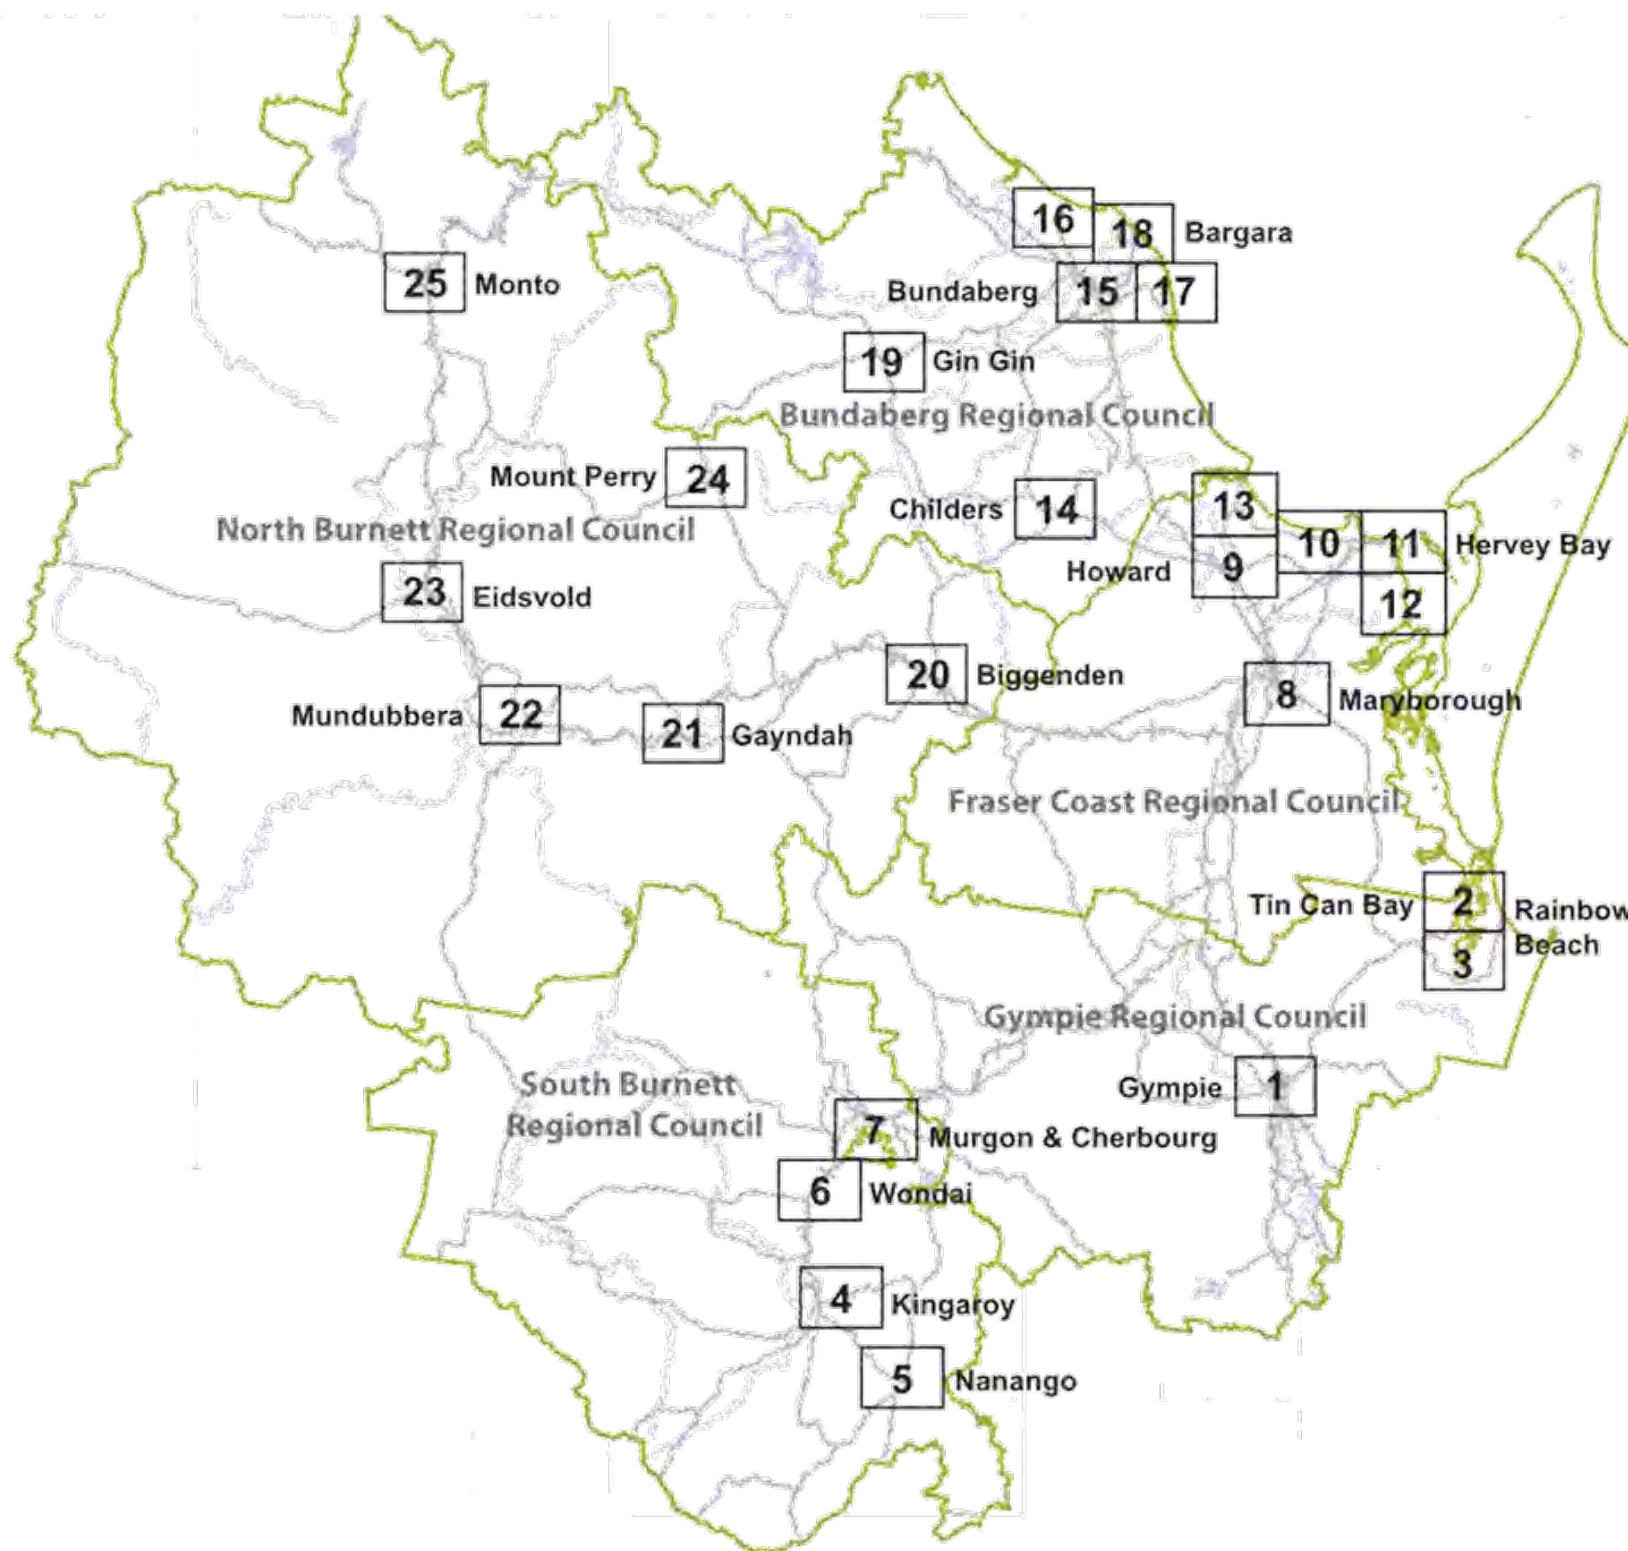 16
18 Bargara
25 Monto
Bundaberg 15 17
19 Gin Gin
Bundaberg Regional Council
Mount Perry 24
Childers 14
13
North Burnett Regional Council
10 11 Hervey Bay
Howard 9
23 Eidsvold
12
20 Biggenden
8 Maryborough
Mundubbera 22
21 Gayndah
Fraser Coast Regional Council
Tin Can Bay 2 Rainbow
Beach
3
Gympie Regional Council
South Burnett
Regional Council
Gympie 1
7 Murgon & Cherbourg
6 Wondai
4 Kingaroy
5 Nanango